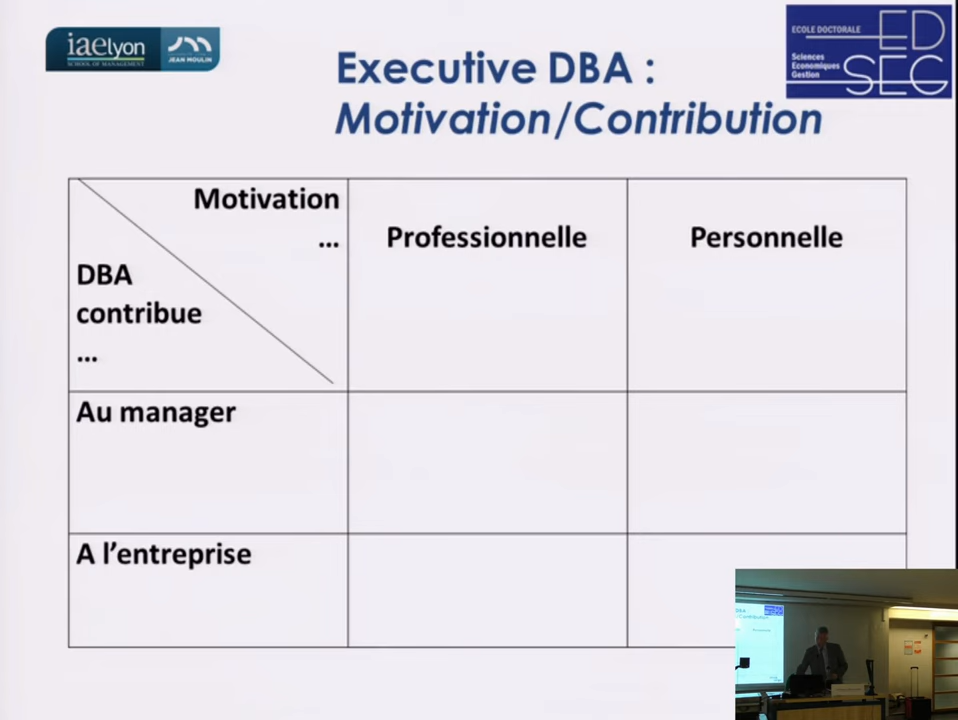 iaelyon
SCHOOL OF MANAGEMENT
JEAN MOULIN
ECOLE DOCTORALE
Sciences
Economiques
Gestion
ED
SEG
Executive DBA :
Motivation/Contribution
Motivation
...
DBA
contribue
...
Professionnelle
Personnelle
Au manager
A l'entreprise